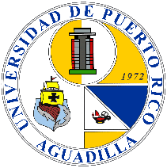 UNIVERSIDAD DE PUERTO RICO
1972
AGUADILLA